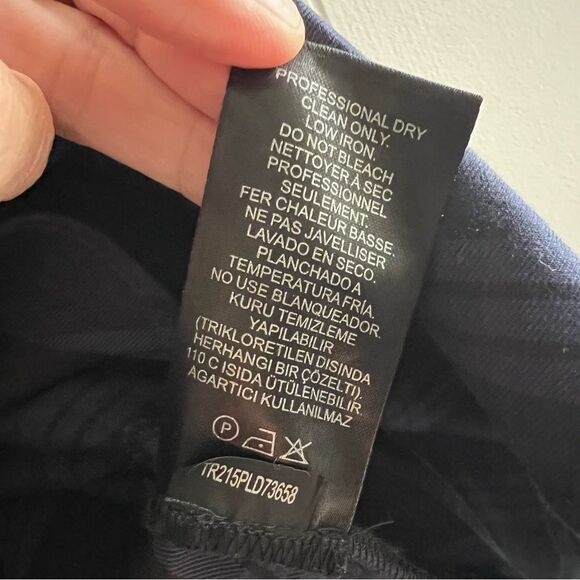 PROFESSIONAL DRY
CLEAN ONLY.
LOW IRON.
DO NOT BLEACH
NETTOYER À SEC
PROFESSIONNEL
SEULEMENT.
FER CHALEUR BASSE.
NE PAS JAVELLISER
LAVADO EN SECO.
PLANCHADO A
TEMPERATURA FRÍA.
NO USE BLANQUEADOR.
KURU TEMIZLEME
YAPILABILIR
(TRIKLORETILEN DISINDA
HERHANGI BIR ÇÖZELTI).
110 C ISIDA ÜTÜLENEBILIR.
AGARTICI KULLANILMAZ
P
TR215PLD73658